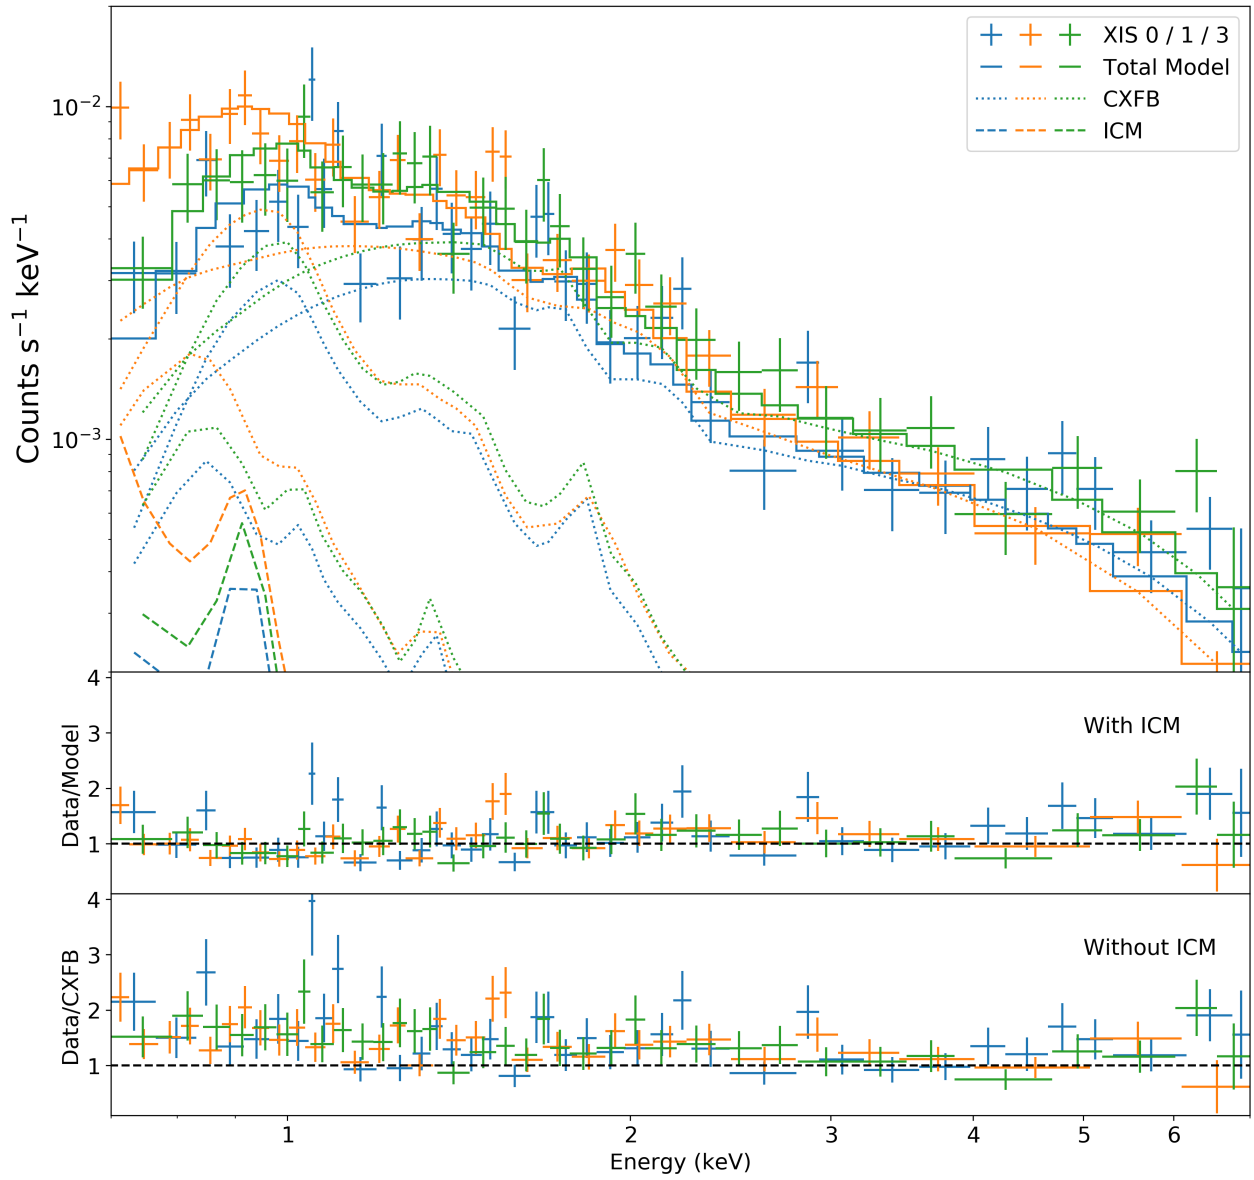 XIS 0 / 1 / 3
Total Model
CXFB
ICM
Counts s⁻¹ keV⁻¹
10⁻²
10⁻³
With ICM
Data/Model
4
3
2
1
Without ICM
Data/CXFB
4
3
2
1
1 2 3 4 5 6
Energy (keV)